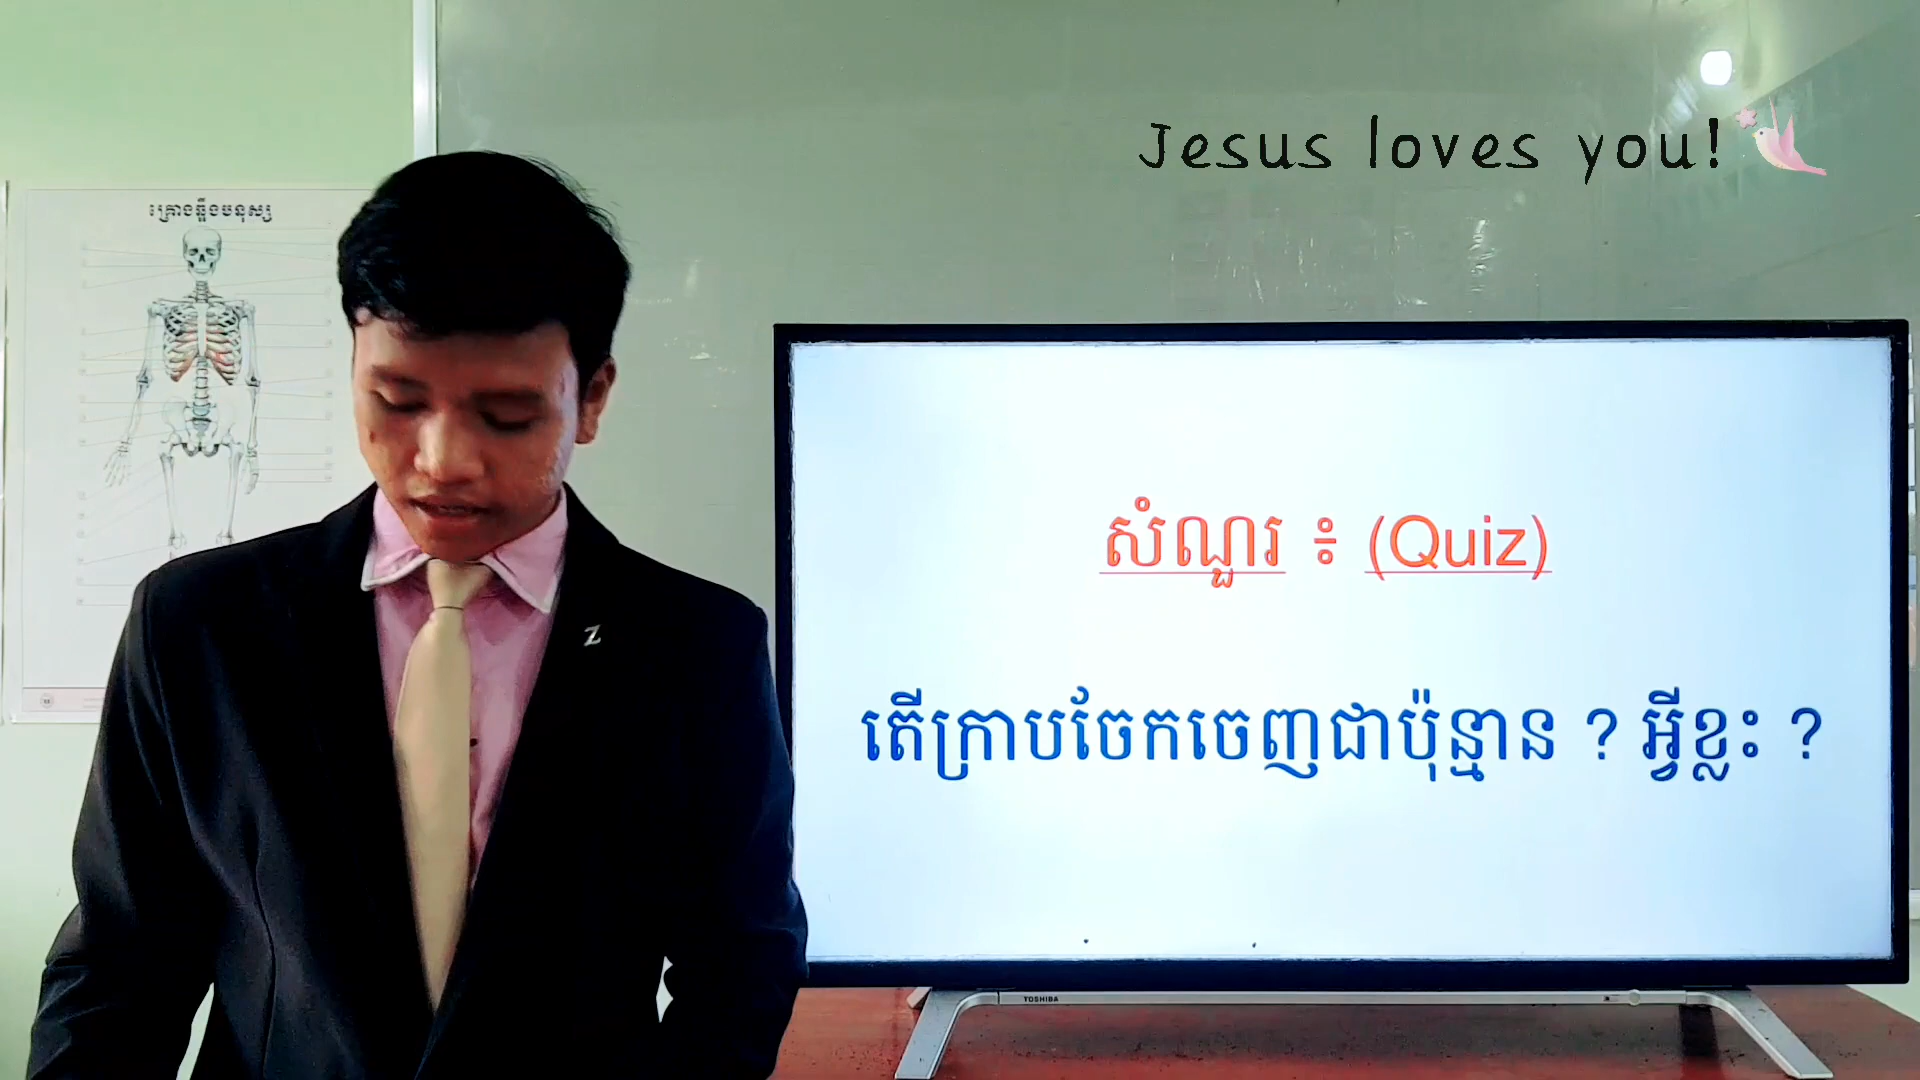 Jesus loves you!
គ្រោងឆ្អឹងមនុស្ស
Z
សំណួរ ៖ (Quiz)
តើក្រាបចែកចេញជាប៉ុន្មាន ? អ្វីខ្លះ ?
TOSHIBA